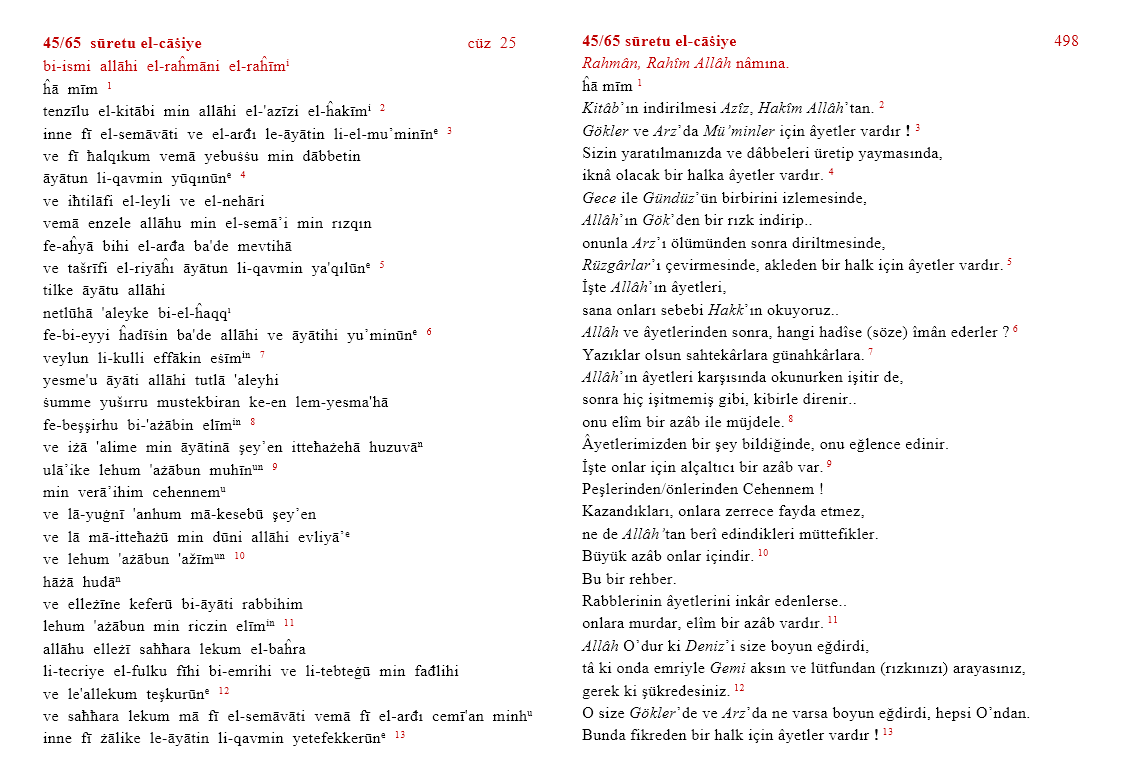 45/65 sūretu el-cāṡiye cüz 25
bi-ismi allāhi el-raĥmāni el-raĥīmⁱ
ĥā mīm ¹
tenzīlu el-kitābi min allāhi el-'azīzi el-ĥakīmⁱ ²
inne fī el-semāvāti ve el-arđı le-āyātin li-el-mu’minīnᵉ ³
ve fī ħalqıkum vemā yebuṡṡu min dābbetin
āyātun li-qavmin yūqınūnᵉ ⁴
ve iħtilāfi el-leyli ve el-nehāri
vemā enzele allāhu min el-semā’i min rızqın
fe-aĥyā bihi el-arđa ba'de mevtihā
ve tašrīfi el-riyāĥı āyātun li-qavmin ya'qılūnᵉ ⁵
tilke āyātu allāhi
netlūhā 'aleyke bi-el-ĥaqqⁱ
fe-bi-eyyi ĥadīṡin ba'de allāhi ve āyātihi yu’minūnᵉ ⁶
veylun li-kulli effākin eṡīmⁱⁿ ⁷
yesme'u āyāti allāhi tutlā 'aleyhi
ṡumme yušırru mustekbiran ke-en lem-yesma'hā
fe-beşşirhu bi-'ażābin elīmⁱⁿ ⁸
ve iżā 'alime min āyātinā şey’en itteħażehā huzuvāⁿ
ulā’ike lehum 'ażābun muhīnᵘⁿ ⁹
min verā’ihim cehennemᵘ
ve lā-yuġnī 'anhum mā-kesebū şey’en
ve lā mā-itteħażū min dūni allāhi evliyā’ᵉ
ve lehum 'ażābun 'ažīmᵘⁿ ¹⁰
hāżā hudāⁿ
ve elleżīne keferū bi-āyāti rabbihim
lehum 'ażābun min riczin elīmⁱⁿ ¹¹
allāhu elleżī saħħara lekum el-baĥra
li-tecriye el-fulku fīhi bi-emrihi ve li-tebteġū min fađlihi
ve le'allekum teşkurūnᵉ ¹²
ve saħħara lekum mā fī el-semāvāti vemā fī el-arđı cemī'an minhᵘ
inne fī żālike le-āyātin li-qavmin yetefekkerūnᵉ ¹³
45/65 sūretu el-cāṡiye 498
Rahmân, Rahîm Allâh nâmına.
ĥā mīm ¹
Kitâb’ın indirilmesi Azîz, Hakîm Allâh’tan. ²
Gökler ve Arz’da Mü’minler için âyetler vardır ! ³
Sizin yaratılmanızda ve dâbbeleri üretip yaymasında,
iknâ olacak bir halka âyetler vardır. ⁴
Gece ile Gündüz’ün birbirini izlemesinde,
Allâh’ın Gök’den bir rızk indirip..
onunla Arz’ı ölümünden sonra diriltmesinde,
Rüzgârlar’ı çevirmesinde, akleden bir halk için âyetler vardır. ⁵
İşte Allâh’ın âyetleri,
sana onları sebebi Hakk’ın okuyoruz..
Allâh ve âyetlerinden sonra, hangi hadîse (söze) îmân ederler ? ⁶
Yazıklar olsun sahtekârlara günahkârlara. ⁷
Allâh’ın âyetleri karşısında okunurken işitir de,
sonra hiç işitmemiş gibi, kibirle direnir..
onu elîm bir azâb ile müjdele. ⁸
Âyetlerimizden bir şey bildiğinde, onu eğlence edinir.
İşte onlar için alçaltıcı bir azâb var. ⁹
Peşlerinden/önlerinden Cehennem !
Kazandıkları, onlara zerrece fayda etmez,
ne de Allâh’tan berî edindikleri müttefikler.
Büyük azâb onlar içindir. ¹⁰
Bu bir rehber.
Rabblerinin âyetlerini inkâr edenlerse..
onlara murdar, elîm bir azâb vardır. ¹¹
Allâh O’dur ki Deniz’i size boyun eğdirdi,
tâ ki onda emriyle Gemi aksın ve lütfundan (rızkınızı) arayasınız,
gerek ki şükredesiniz. ¹²
O size Gökler’de ve Arz’da ne varsa boyun eğdirdi, hepsi O’ndan.
Bunda fikreden bir halk için âyetler vardır ! ¹³